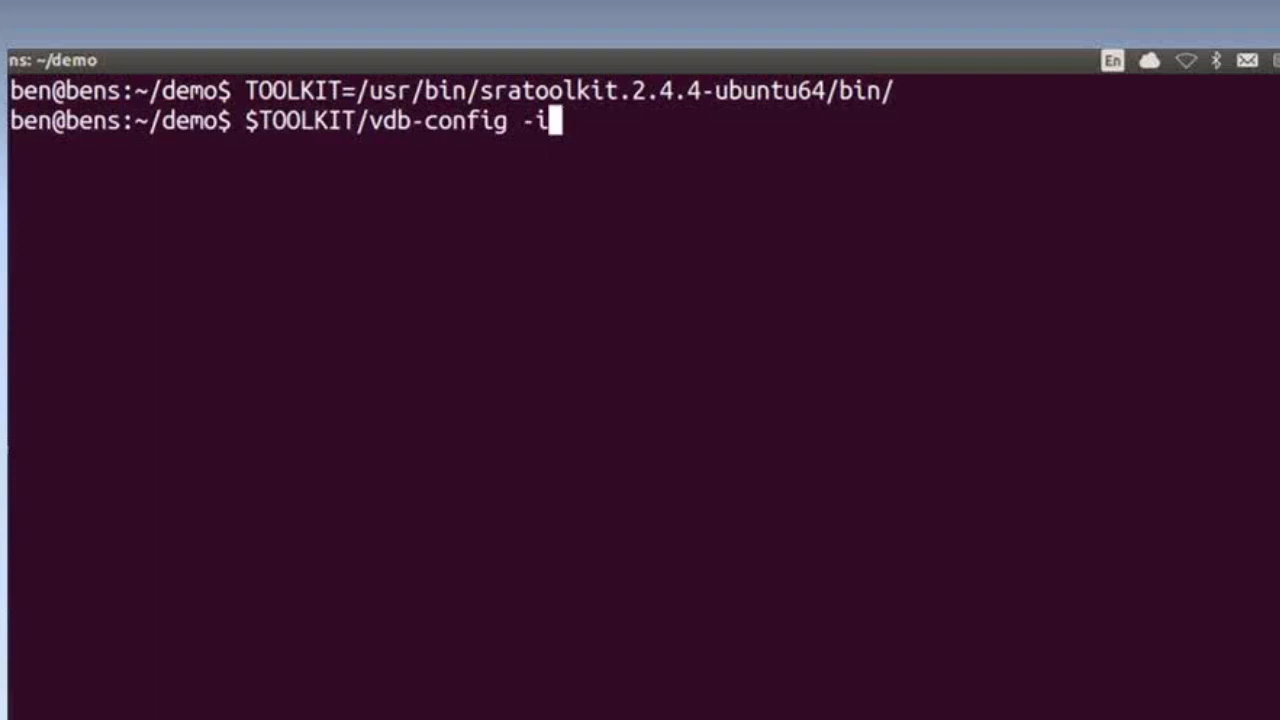 ns: ~/demo
En
ben@bens:~/demo$ TOOLKIT=/usr/bin/sratoolkit.2.4.4-ubuntu64/bin/
ben@bens:~/demo$ $TOOLKIT/vdb-config -i